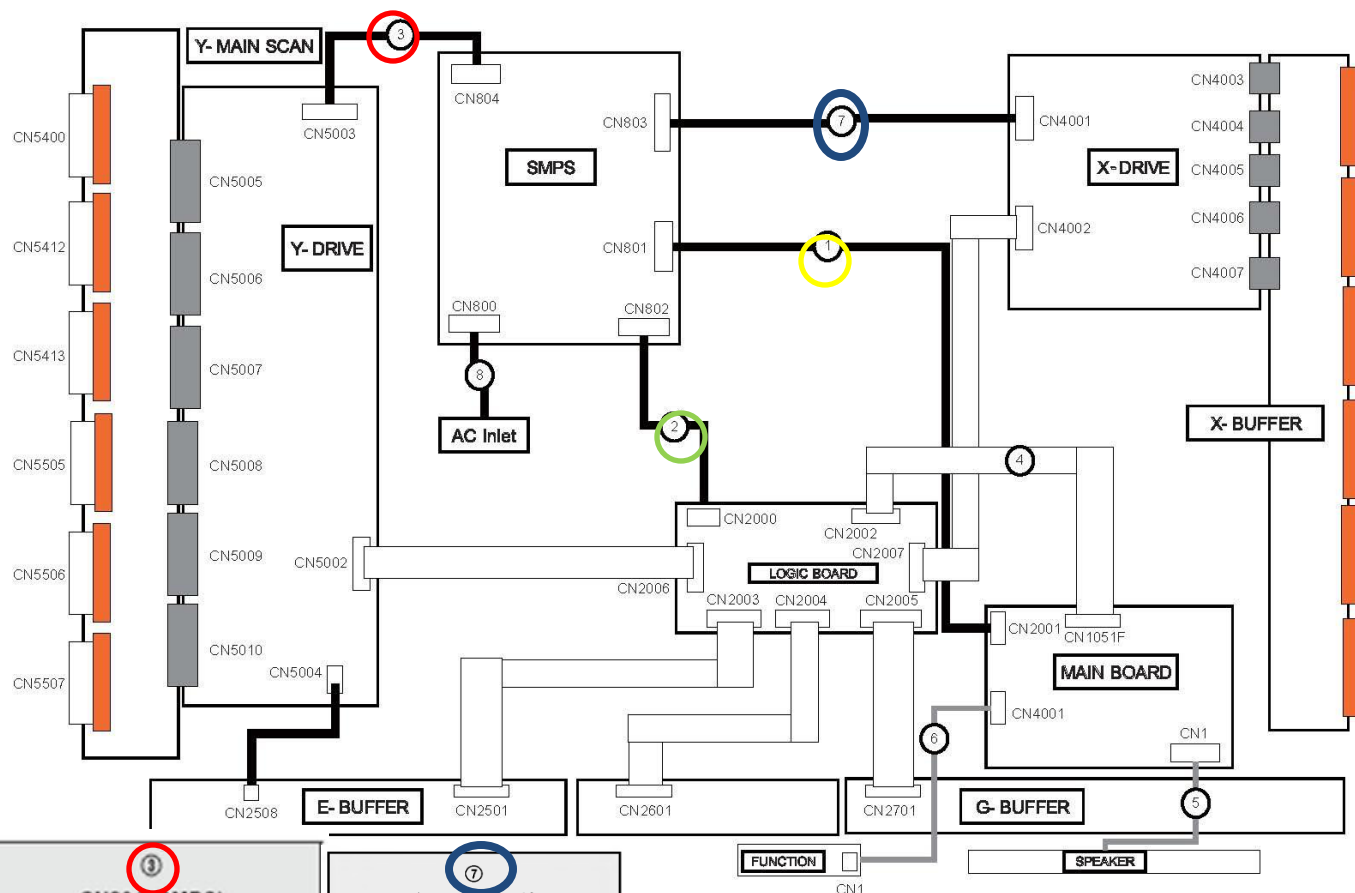 Y- MAIN SCAN
3
CN804
CN5003
CN803
7
CN4001
CN4003
CN4004
CN4005
CN4006
CN4007
SMPS
X-DRIVE
CN5400
CN5005
CN5412
Y- DRIVE
CN5006
CN801
1
CN4002
CN800
CN802
CN5413
CN5007
8
AC Inlet
2
X- BUFFER
CN5505
CN5008
4
CN2000
CN2002
CN2007
CN5506
CN5009
CN5002
CN2006
LOGIC BOARD
CN2003
CN2004
CN2005
CN5507
CN5010
CN5004
CN2001
CN1051F
MAIN BOARD
CN4001
CN1
6
5
CN2508
E- BUFFER
CN2501
CN2601
CN2701
G- BUFFER
FUNCTION
CN1
SPEAKER
③
⑦